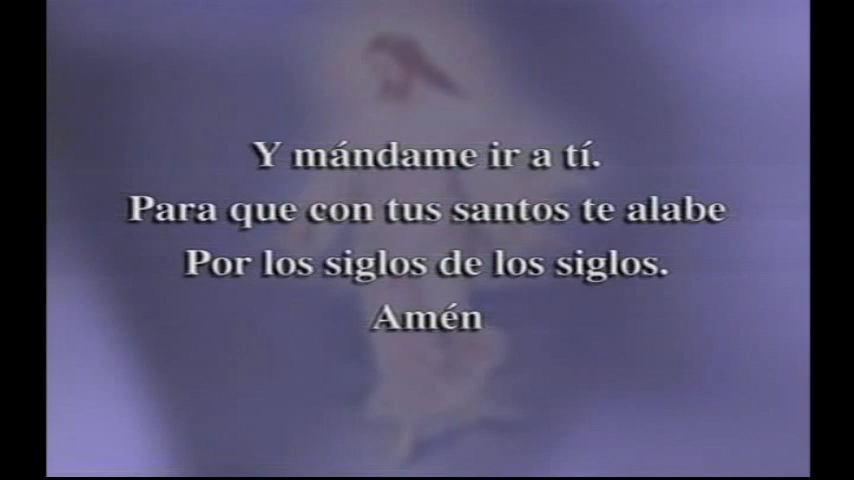 Y mándame ir a tí.
Para que con tus santos te alabe
Por los siglos de los siglos.
Amén